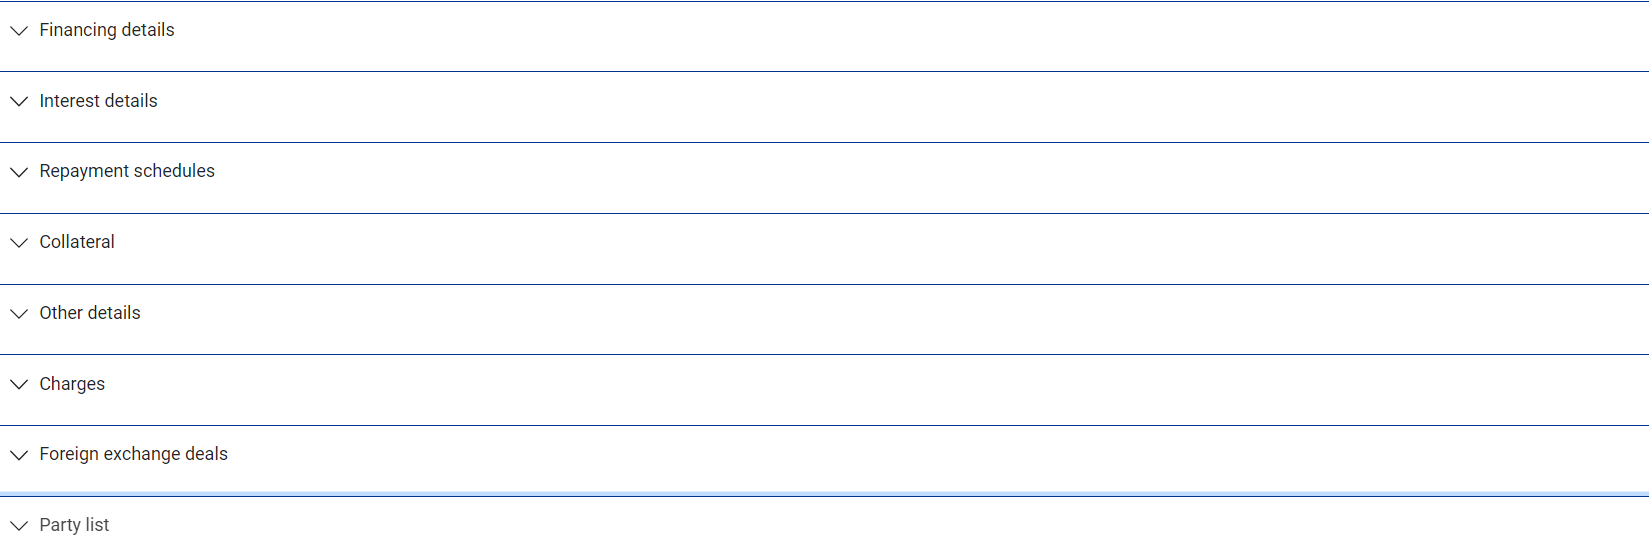 Financing details
Interest details
Repayment schedules
Collateral
Other details
Charges
Foreign exchange deals
Party list